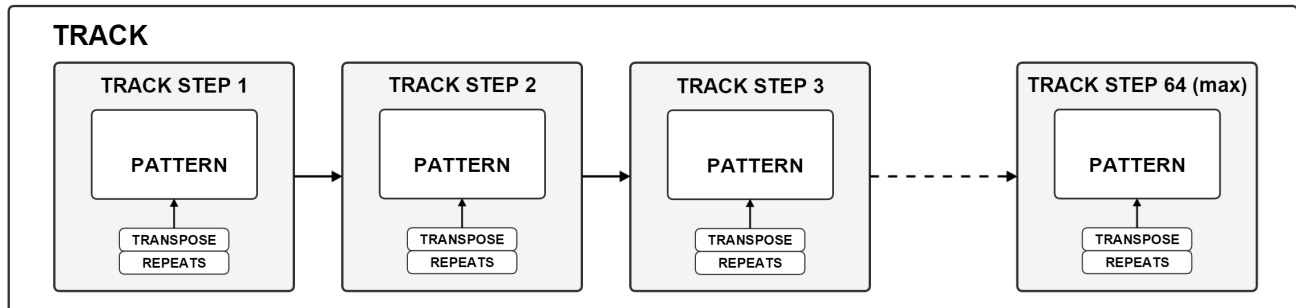 TRACK
TRACK STEP 1
PATTERN
TRANSPOSE
REPEATS
TRACK STEP 2
PATTERN
TRANSPOSE
REPEATS
TRACK STEP 3
PATTERN
TRANSPOSE
REPEATS
TRACK STEP 64 (max)
PATTERN
TRANSPOSE
REPEATS